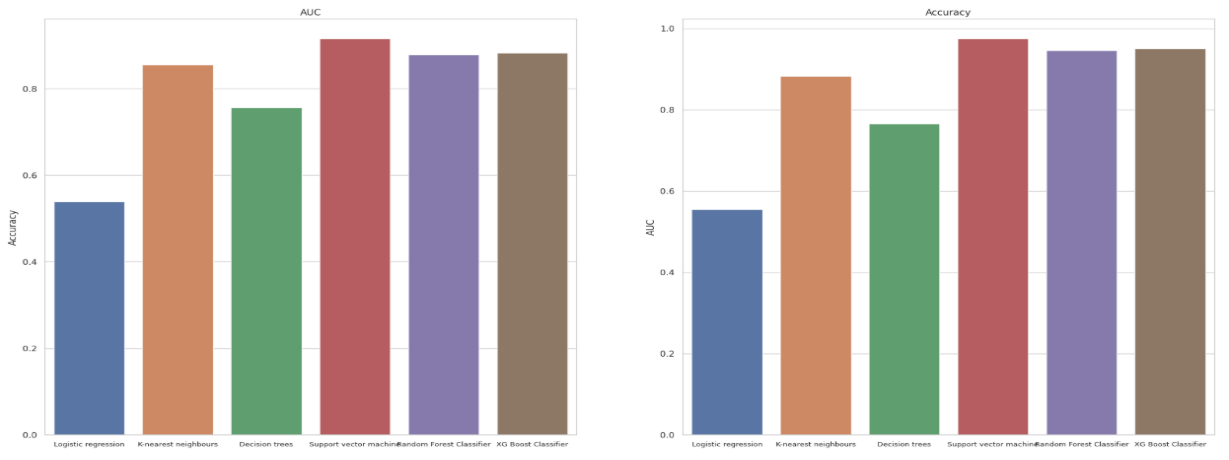 AUC
Accuracy
0.8
0.6
0.4
0.2
0.0
Logistic regression K-nearest neighbours Decision trees Support vector machine Random Forest Classifier XG Boost Classifier
Accuracy
AUC
1.0
0.8
0.6
0.4
0.2
0.0
Logistic regression K-nearest neighbours Decision trees Support vector machine Random Forest Classifier XG Boost Classifier